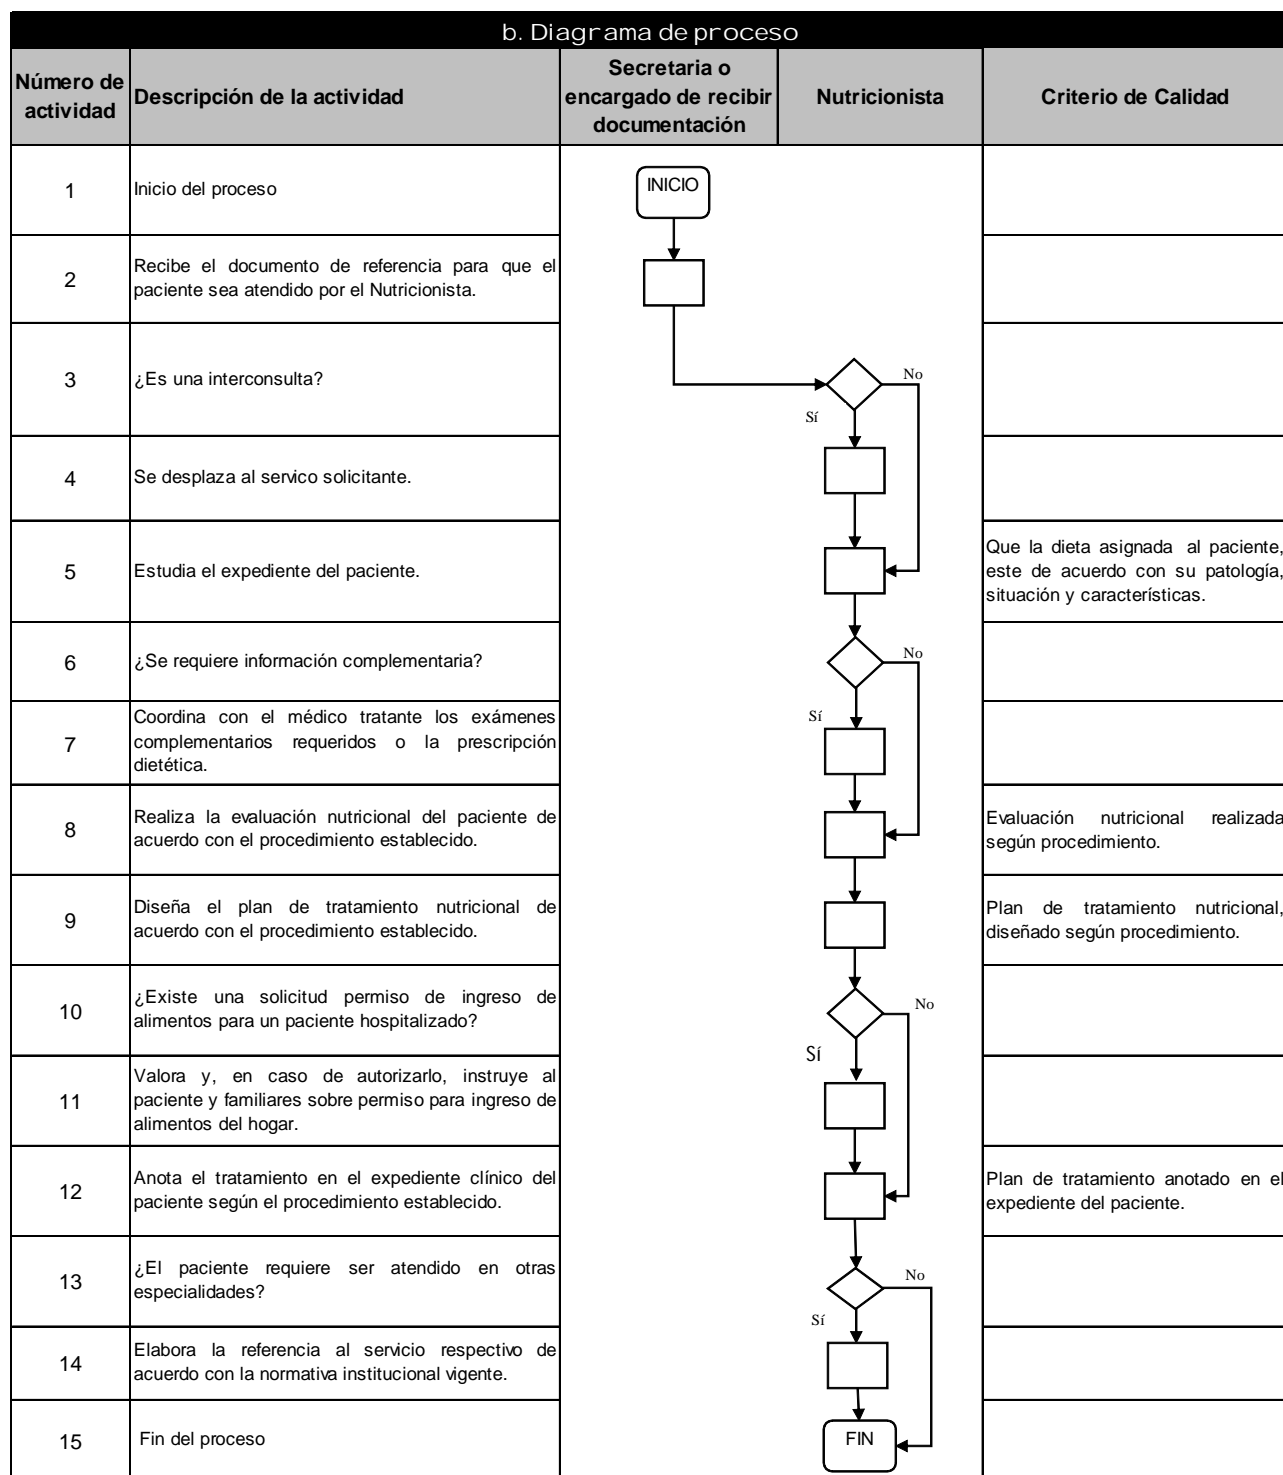 b. Diagrama de proceso
Número de
actividad
Descripción de la actividad
Secretaria o
encargado de recibir
documentación
Nutricionista
Criterio de Calidad
1
Inicio del proceso
INICIO
2
Recibe el documento de referencia para que el
paciente sea atendido por el Nutricionista.
3
¿Es una interconsulta?
No
Sí
4
Se desplaza al servico solicitante.
5
Estudia el expediente del paciente.
Que la dieta asignada al paciente,
este de acuerdo con su patología,
situación y características.
6
¿Se requiere información complementaria?
No
Sí
7
Coordina con el médico tratante los exámenes
complementarios requeridos o la prescripción
dietética.
8
Realiza la evaluación nutricional del paciente de
acuerdo con el procedimiento establecido.
Evaluación nutricional realizada
según procedimiento.
9
Diseña el plan de tratamiento nutricional de
acuerdo con el procedimiento establecido.
Plan de tratamiento nutricional,
diseñado según procedimiento.
10
¿Existe una solicitud permiso de ingreso de
alimentos para un paciente hospitalizado?
No
Sí
11
Valora y, en caso de autorizarlo, instruye al
paciente y familiares sobre permiso para ingreso de
alimentos del hogar.
12
Anota el tratamiento en el expediente clínico del
paciente según el procedimiento establecido.
Plan de tratamiento anotado en el
expediente del paciente.
13
¿El paciente requiere ser atendido en otras
especialidades?
No
Sí
14
Elabora la referencia al servicio respectivo de
acuerdo con la normativa institucional vigente.
15
Fin del proceso
FIN